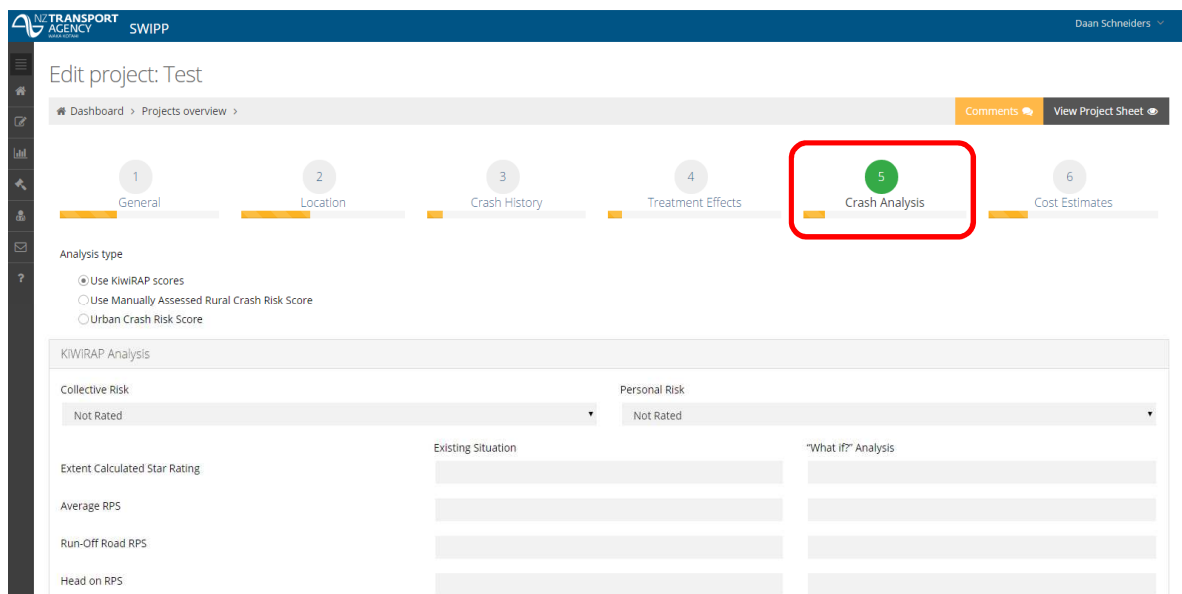 NZ TRANSPORT
AGENCY
WAKA KOTAHI
SWIPP
Daan Schneiders
Edit project: Test
Dashboard > Projects overview >
Comments
View Project Sheet
1
General
2
Location
3
Crash History
4
Treatment Effects
5
Crash Analysis
6
Cost Estimates
Analysis type
Use KiwiRAP scores
Use Manually Assessed Rural Crash Risk Score
Urban Crash Risk Score
KiWiRAP Analysis
Collective Risk
Personal Risk
Not Rated
Not Rated
Existing Situation
"What if?" Analysis
Extent Calculated Star Rating
Average RPS
Run-Off Road RPS
Head on RPS